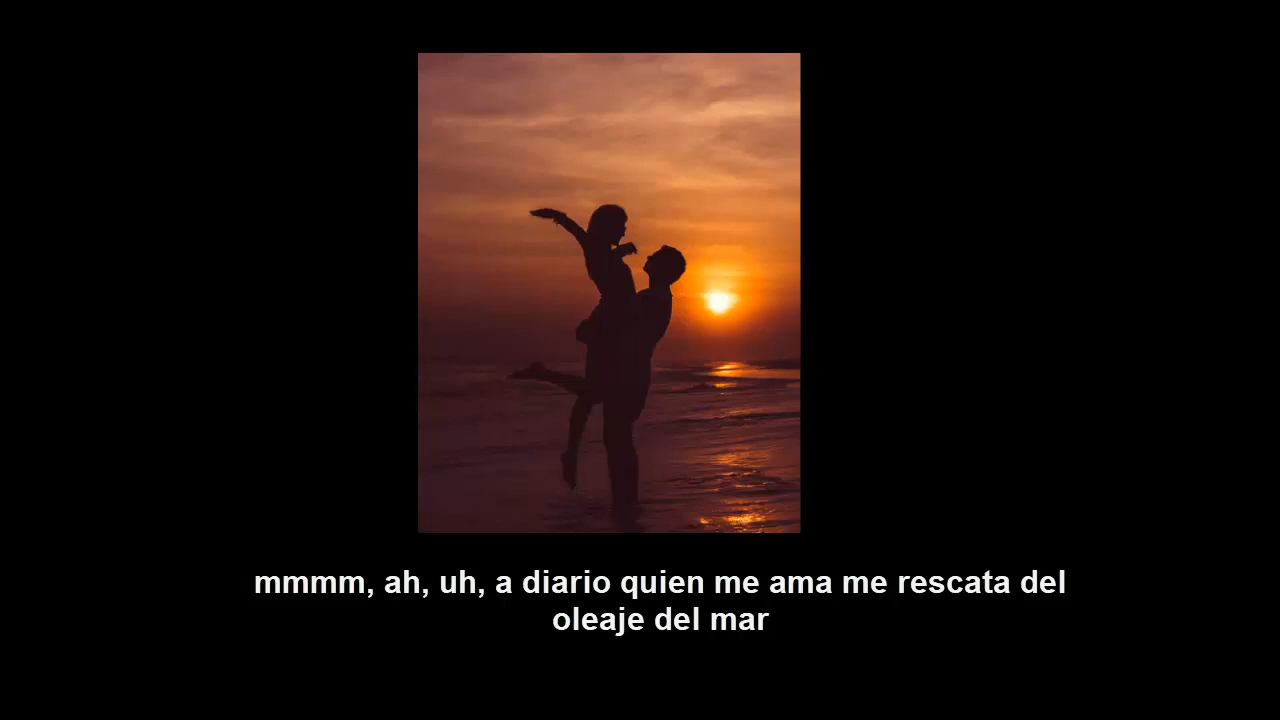 mmmm, ah, uh, a diario quien me ama me rescata del
oleaje del mar